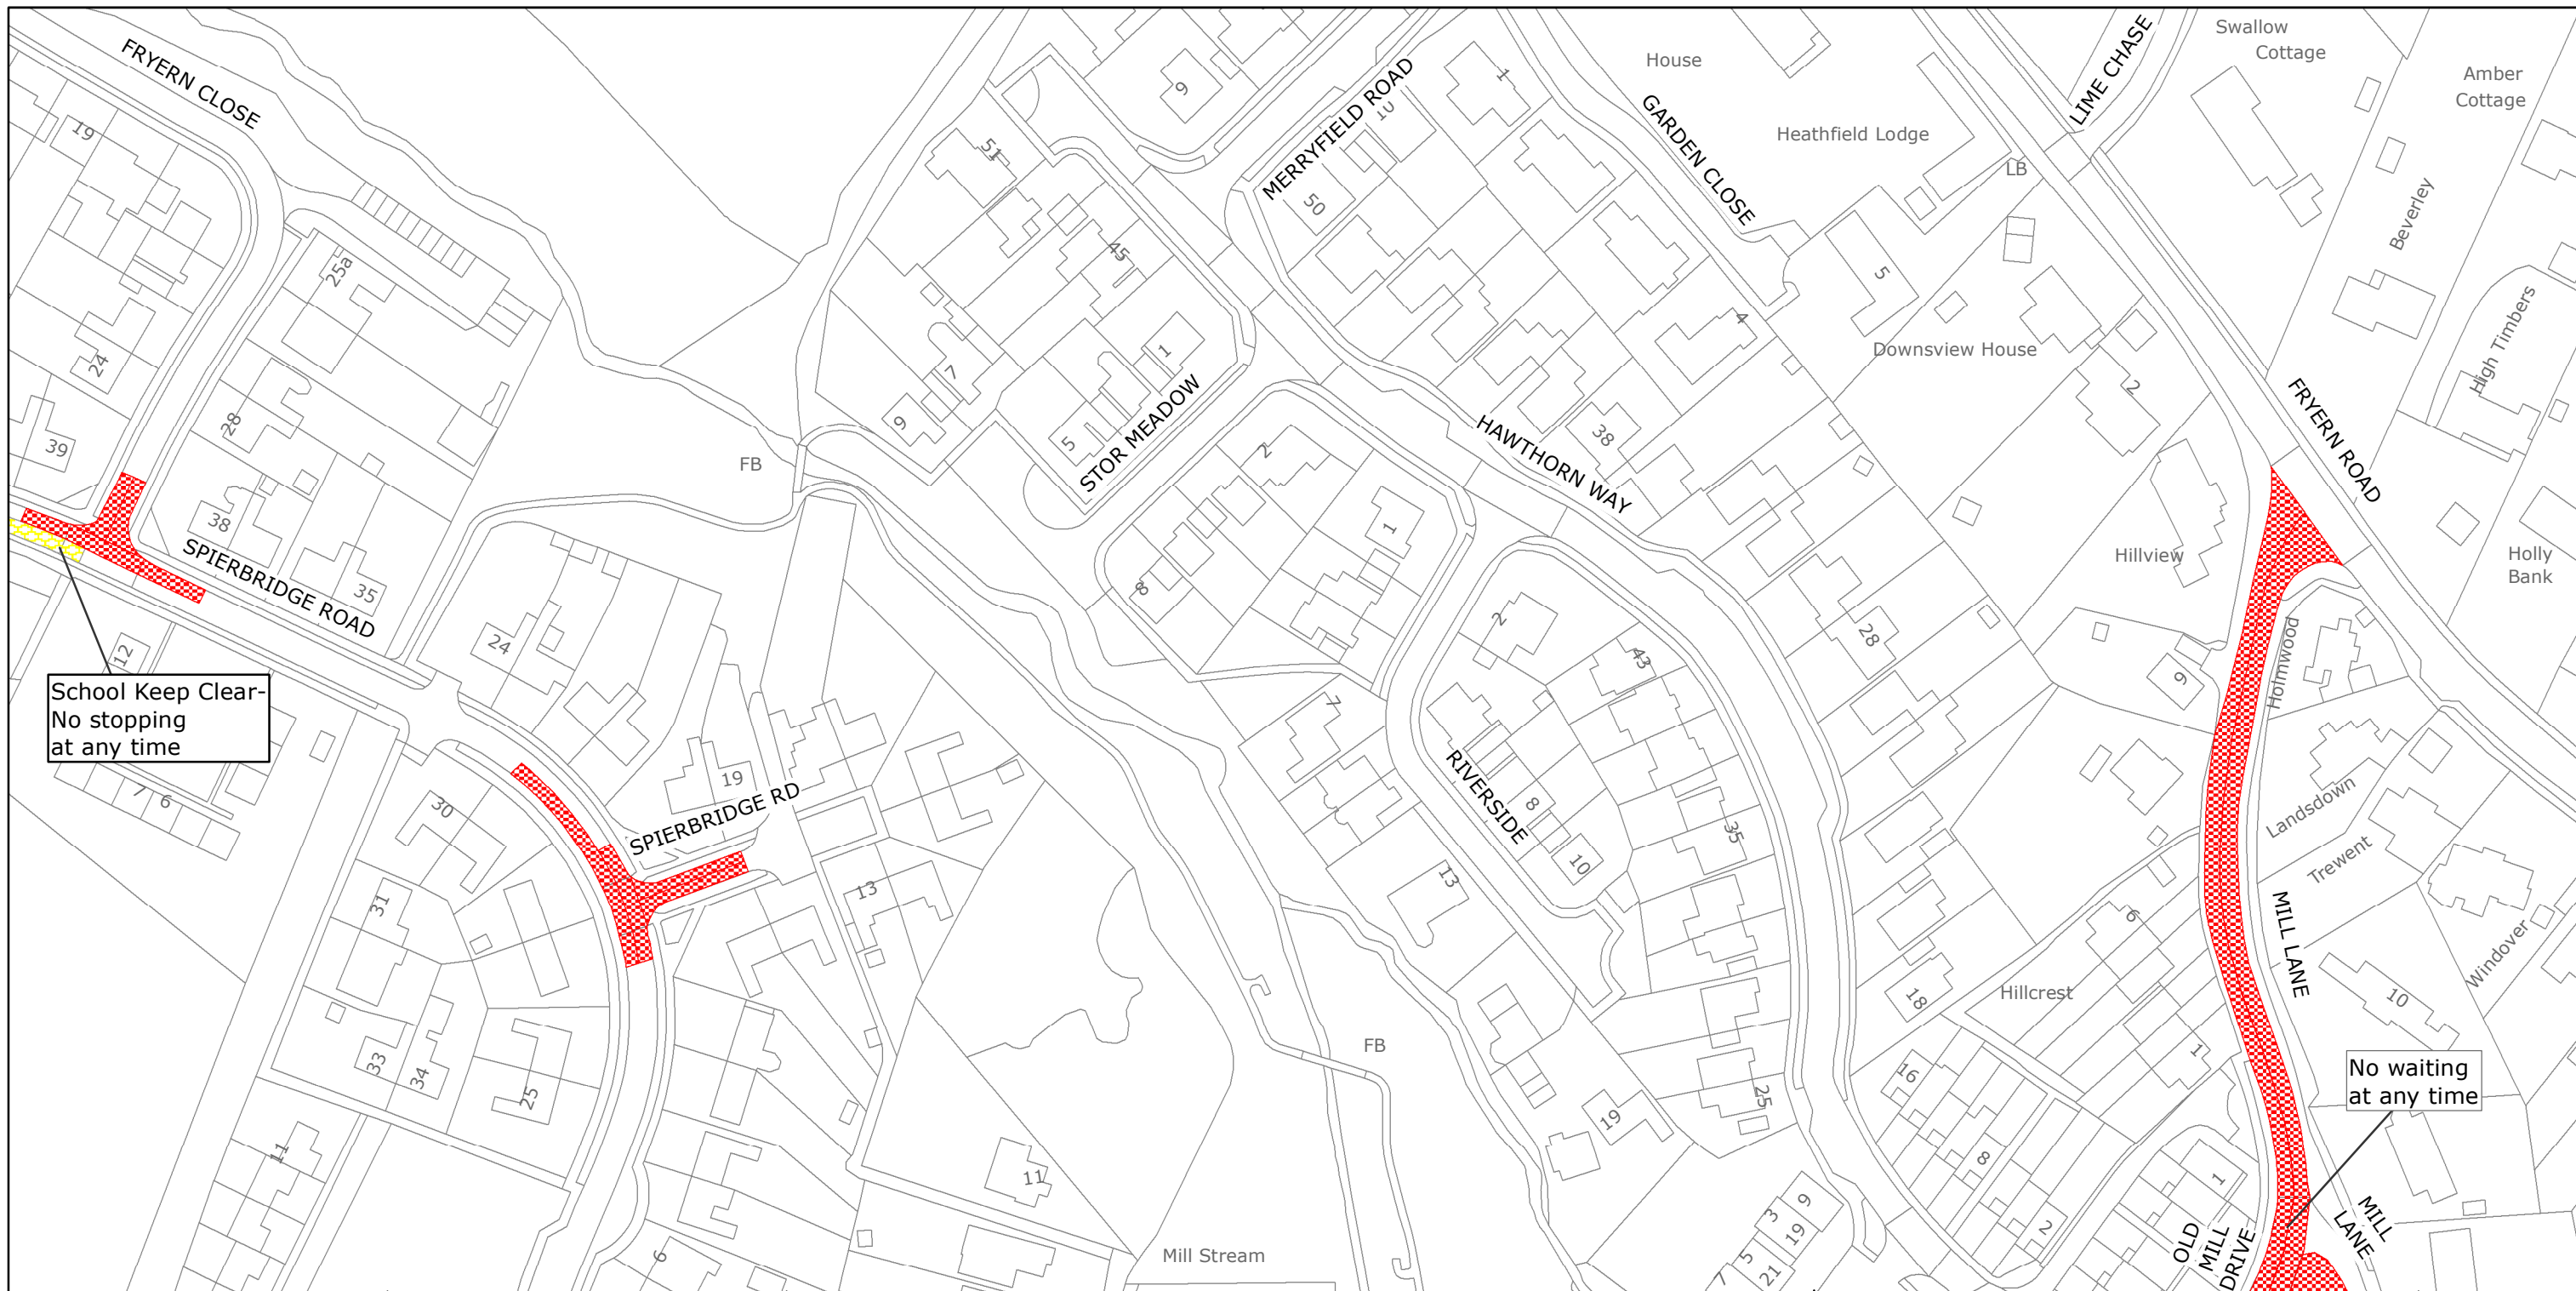 FRYERN CLOSE
19
25a
24
28
39
38
35
SPIERBRIDGE ROAD
12
School Keep Clear-
No stopping
at any time
7
6
24
30
19
SPIERBRIDGE RD
31
33
34
25
13
11
11
6
FB
9
51
45
MERRYFIELD ROAD
10
50
1
7
9
1
5
STOR MEADOW
2
8
1
HAWTHORN WAY
38
GARDEN CLOSE
House
Heathfield Lodge
LB
5
4
Downsview House
2
LIME CHASE
Swallow
Cottage
Amber
Cottage
Beverley
High Timbers
FRYERN ROAD
Holly
Bank
Hillview
Holmwood
9
Landsdown
Trewent
Windover
MILL LANE
10
2
43
28
7
RIVERSIDE
8
10
35
13
FB
18
Hillcrest
6
1
16
8
2
1
25
19
9
3
19
5
21
7
Mill Stream
No waiting
at any time
OLD
MILL
DRIVE
MILL
LANE